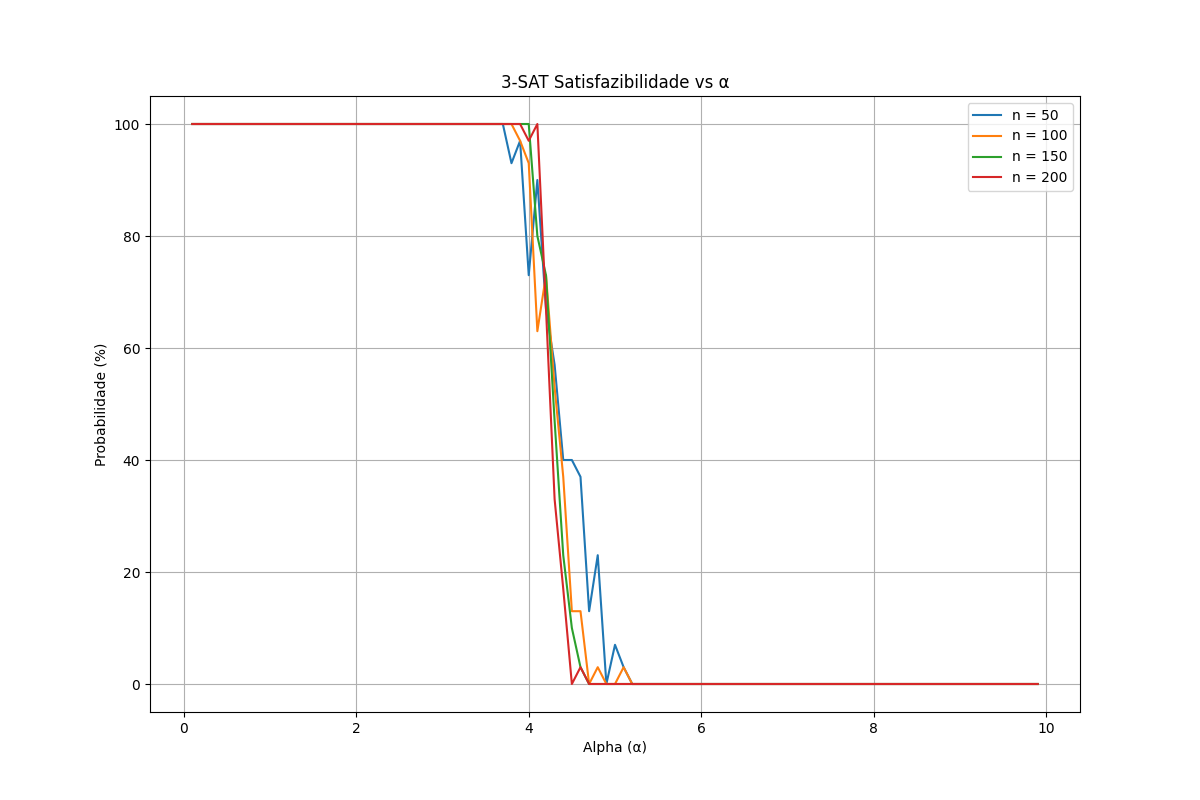 3-SAT Satisfazibilidade vs α
n = 50
n = 100
n = 150
n = 200
Probabilidade (%)
100
80
60
40
20
0
0 2 4 6 8 10
Alpha (α)